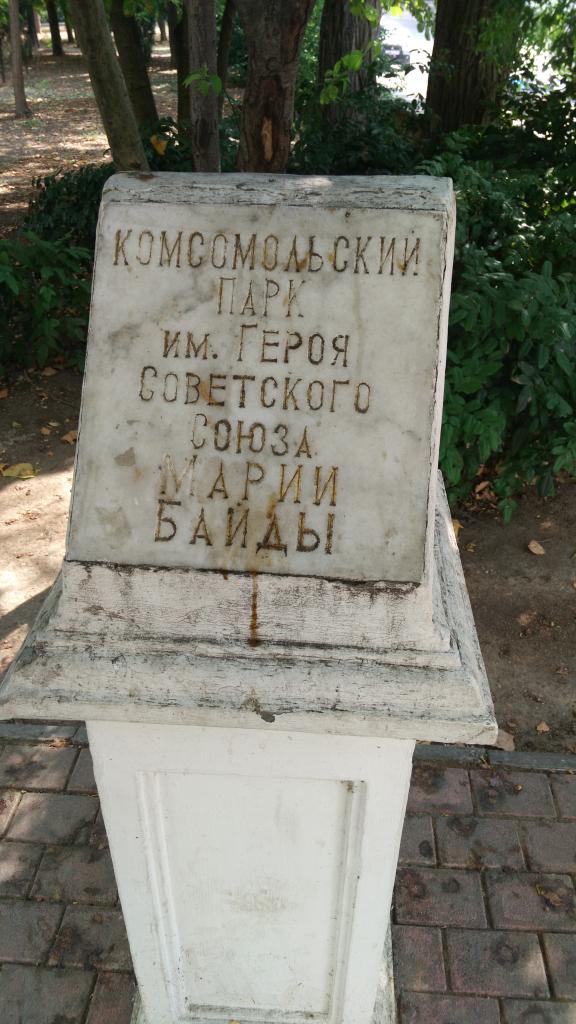 КОМСОМОЛЬСКИЙ
ПАРК
ИМ. ГЕРОЯ
СОВЕТСКОГО
СОЮЗА
МАРИИ
БАЙДЫ